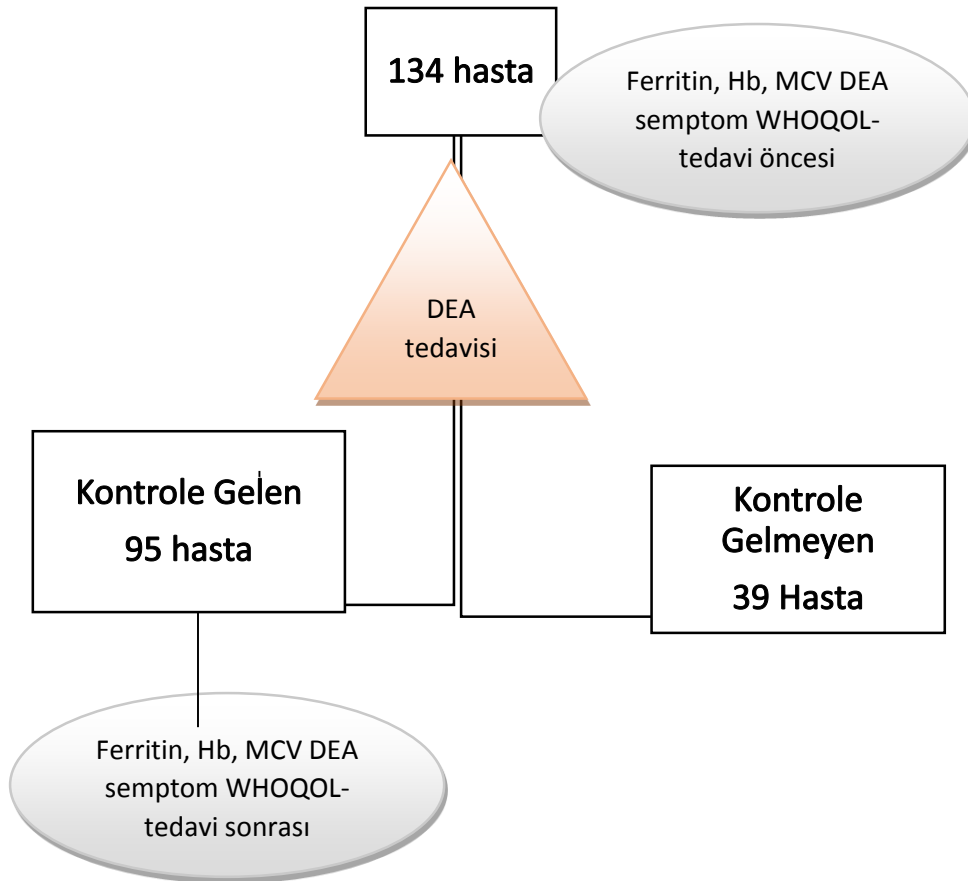 134 hasta
Ferritin, Hb, MCV DEA
semptom WHOQOL-
tedavi öncesi
DEA
tedavisi
Kontrole Gelen
95 hasta
Kontrole
Gelmeyen
39 Hasta
Ferritin, Hb, MCV DEA
semptom WHOQOL-
tedavi sonrası